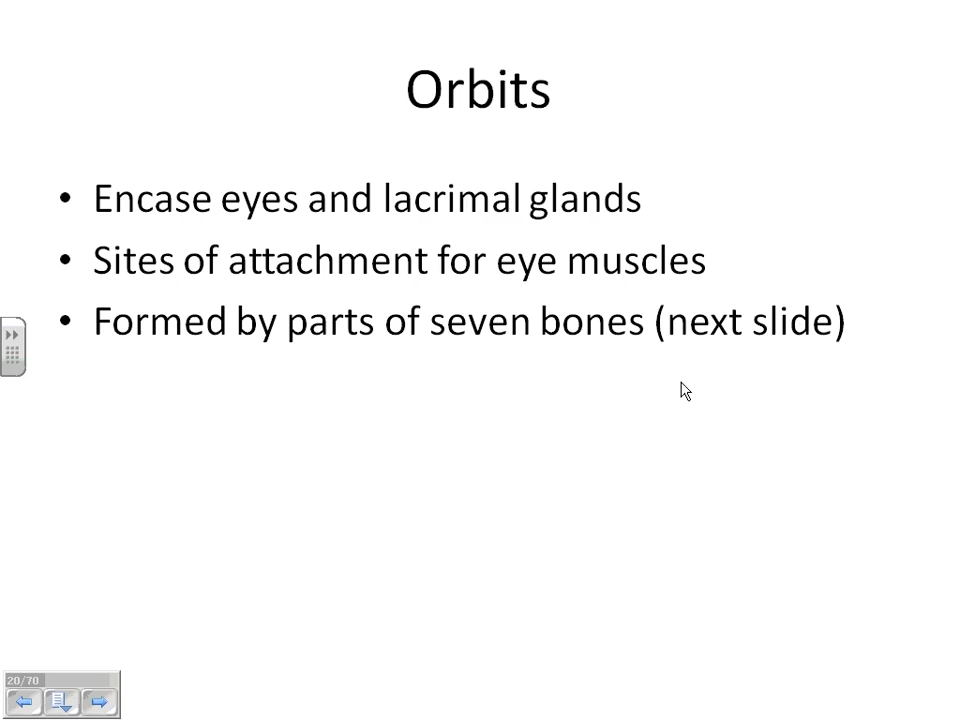 Orbits
• Encase eyes and lacrimal glands
• Sites of attachment for eye muscles
• Formed by parts of seven bones (next slide)
20/70